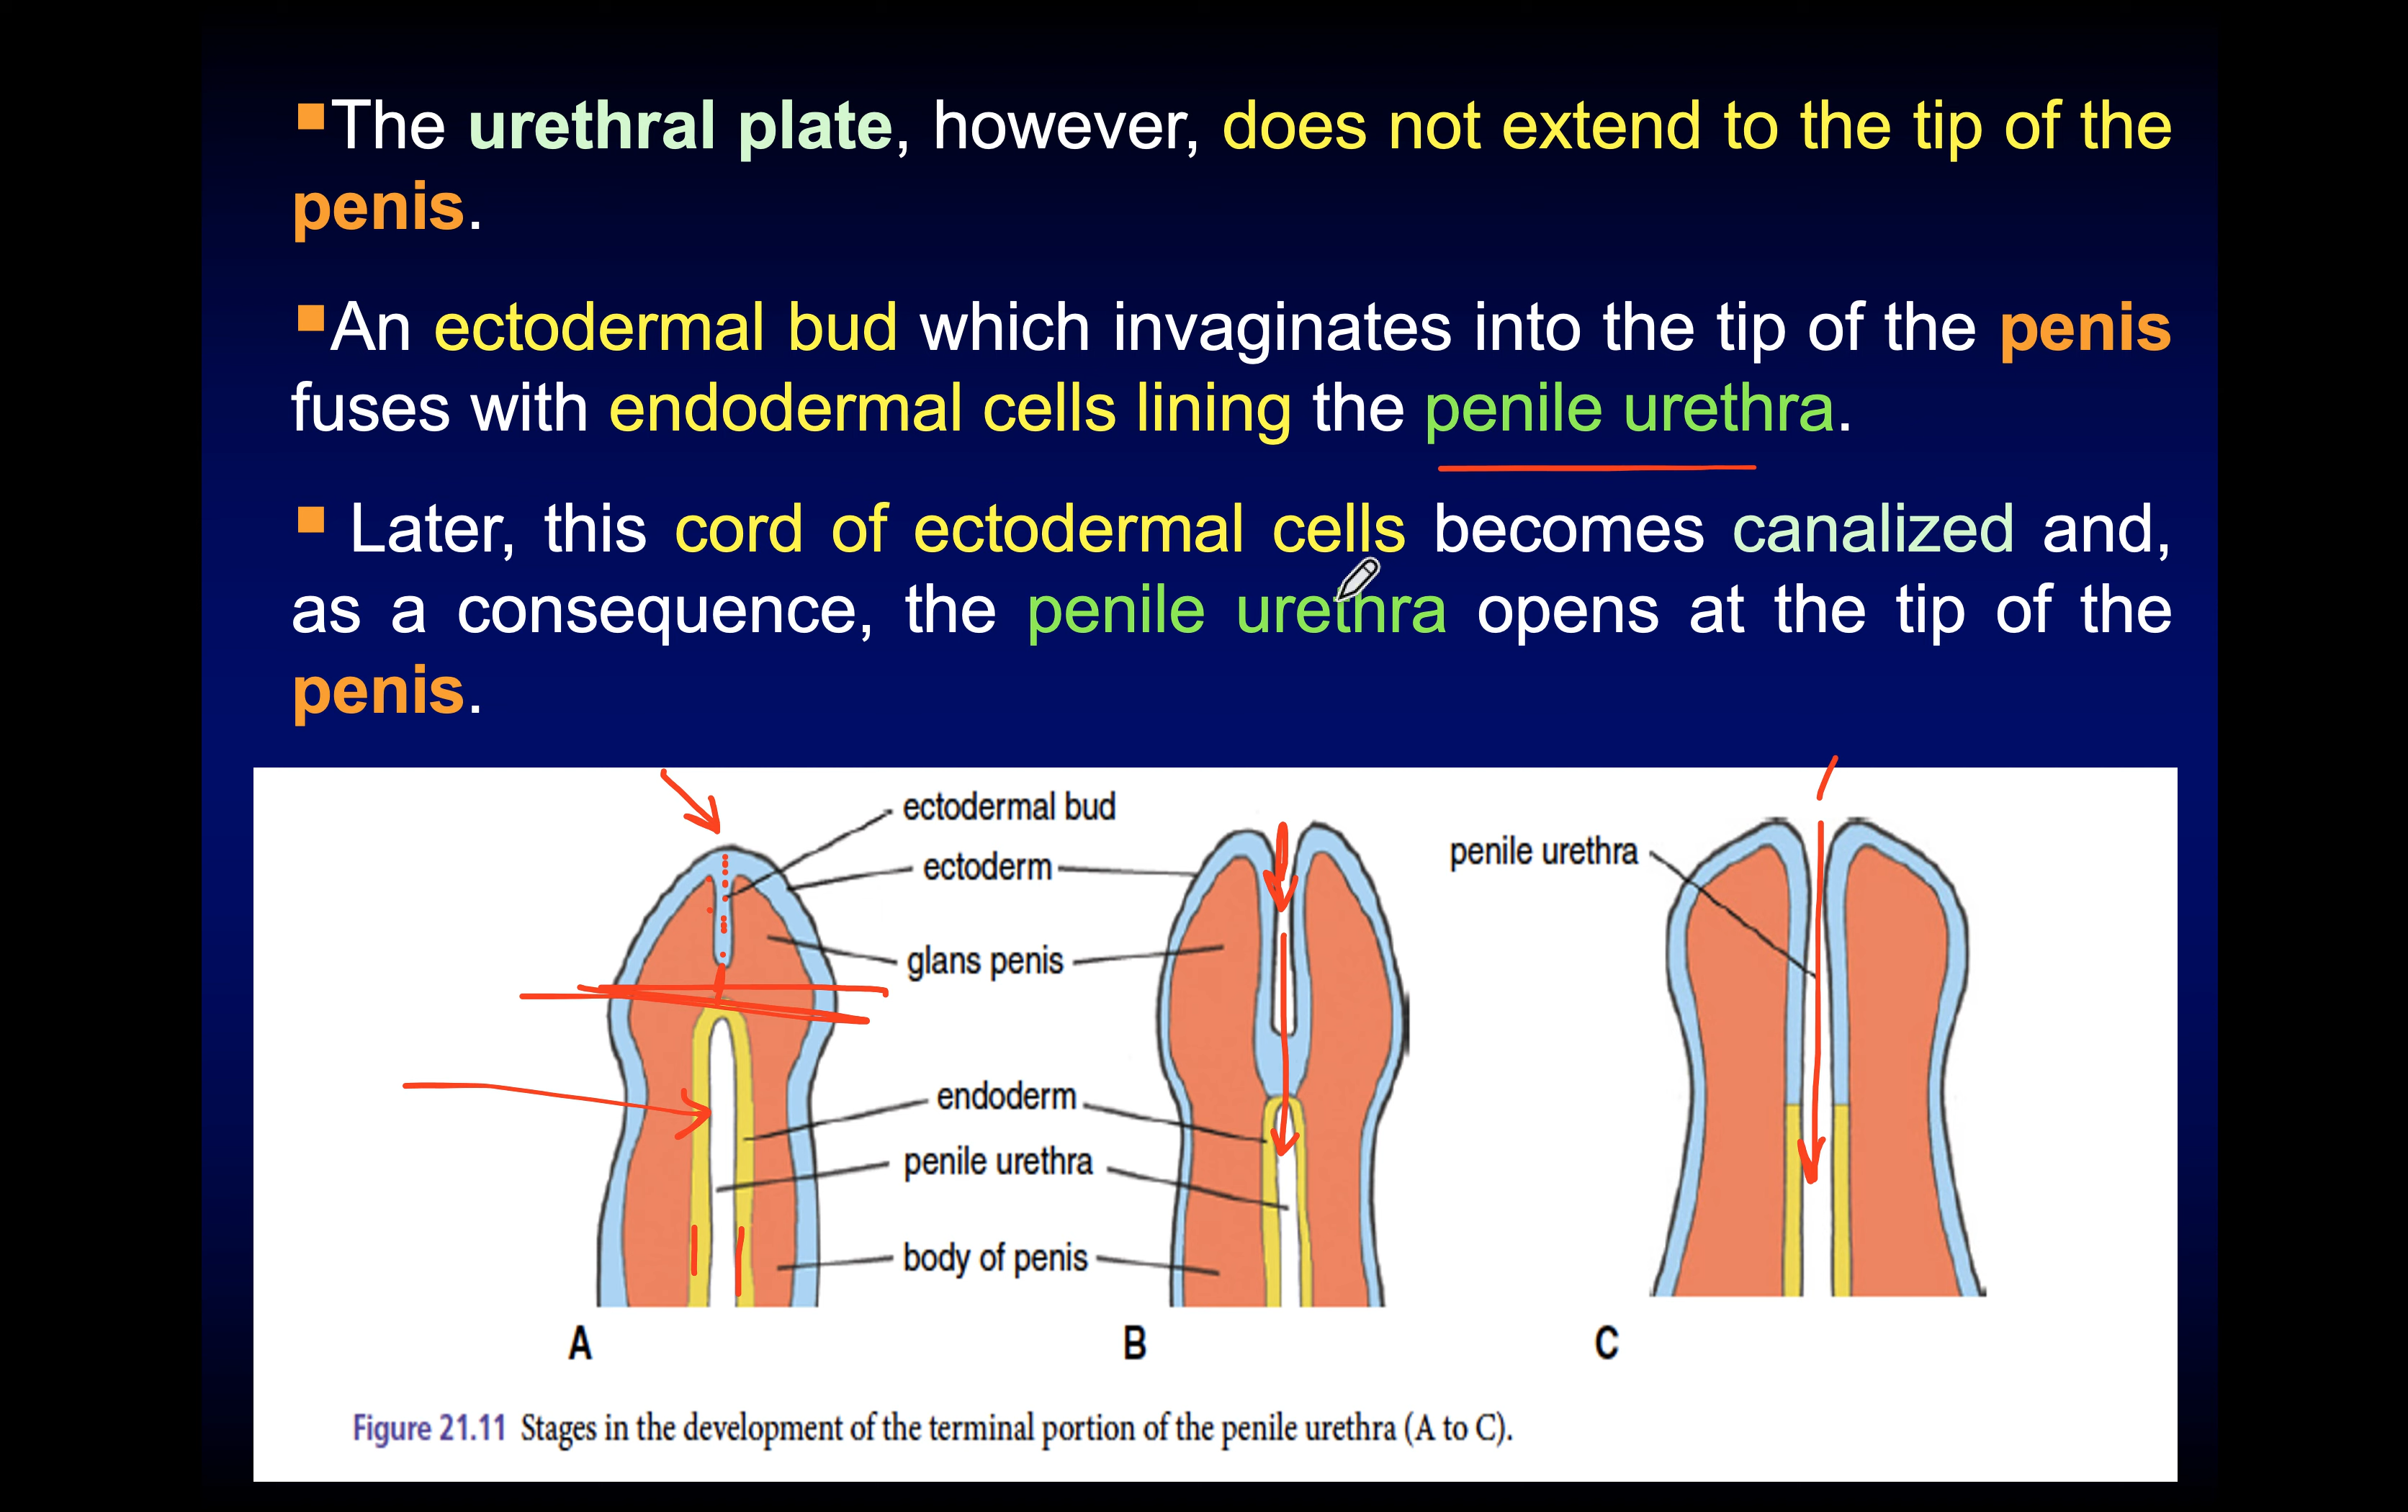 ▪The urethral plate, however, does not extend to the tip of the
penis.
▪An ectodermal bud which invaginates into the tip of the penis
fuses with endodermal cells lining the penile urethra.
▪ Later, this cord of ectodermal cells becomes canalized and,
as a consequence, the penile urethra opens at the tip of the
penis.
ectodermal bud
ectoderm
glans penis
endoderm
penile urethra
body of penis
penile urethra
A
B
C
Figure 21.11 Stages in the development of the terminal portion of the penile urethra (A to C).